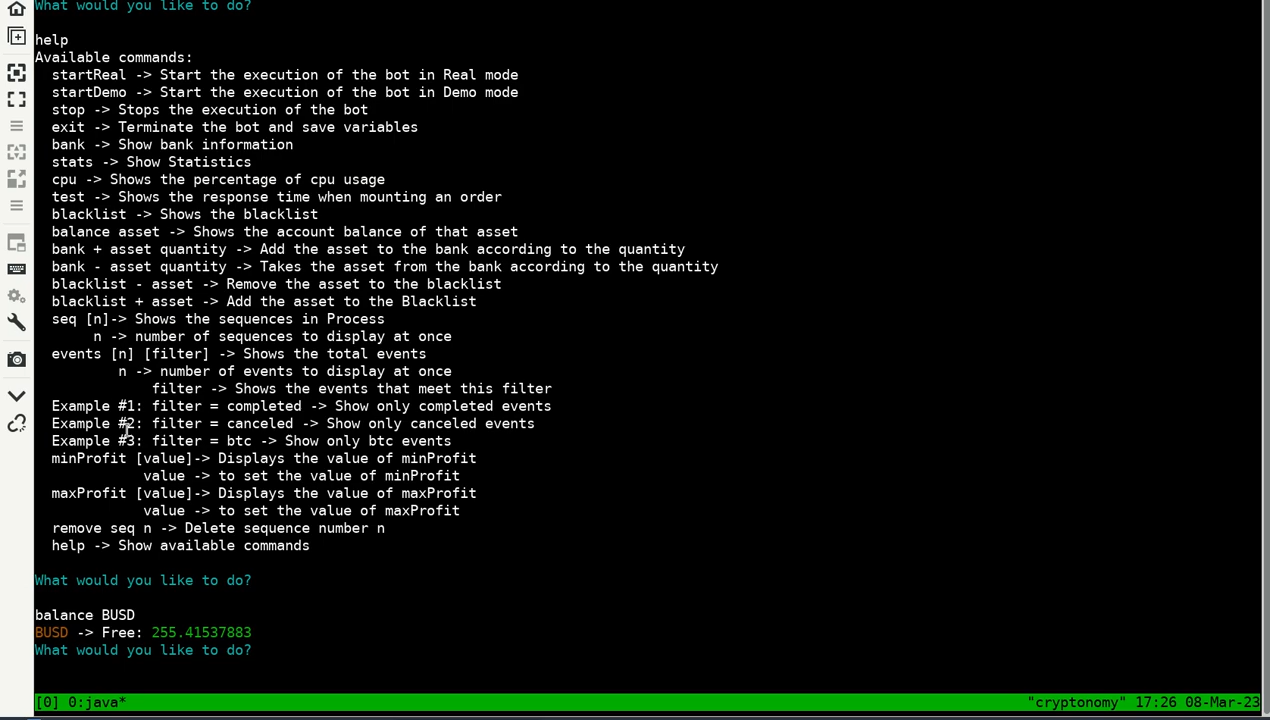 What would you like to do?
help
Available commands:
  startReal -> Start the execution of the bot in Real mode
  startDemo -> Start the execution of the bot in Demo mode
  stop -> Stops the execution of the bot
  exit -> Terminate the bot and save variables
  bank -> Show bank information
  stats -> Show Statistics
  cpu -> Shows the percentage of cpu usage
  test -> Shows the response time when mounting an order
  blacklist -> Shows the blacklist
  balance asset -> Shows the account balance of that asset
  bank + asset quantity -> Add the asset to the bank according to the quantity
  bank - asset quantity -> Takes the asset from the bank according to the quantity
  blacklist - asset -> Remove the asset to the blacklist
  blacklist + asset -> Add the asset to the Blacklist
  seq [n]-> Shows the sequences in Process
       n -> number of sequences to display at once
  events [n] [filter] -> Shows the total events
          n -> number of events to display at once
              filter -> Shows the events that meet this filter
  Example #1: filter = completed -> Show only completed events
  Example #2: filter = canceled -> Show only canceled events
  Example #3: filter = btc -> Show only btc events
  minProfit [value]-> Displays the value of minProfit
             value -> to set the value of minProfit
  maxProfit [value]-> Displays the value of maxProfit
             value -> to set the value of maxProfit
  remove seq n -> Delete sequence number n
  help -> Show available commands
What would you like to do?
balance BUSD
BUSD -> Free: 255.41537883
What would you like to do?
[0] 0:java* "cryptonomy" 17:26 08-Mar-23